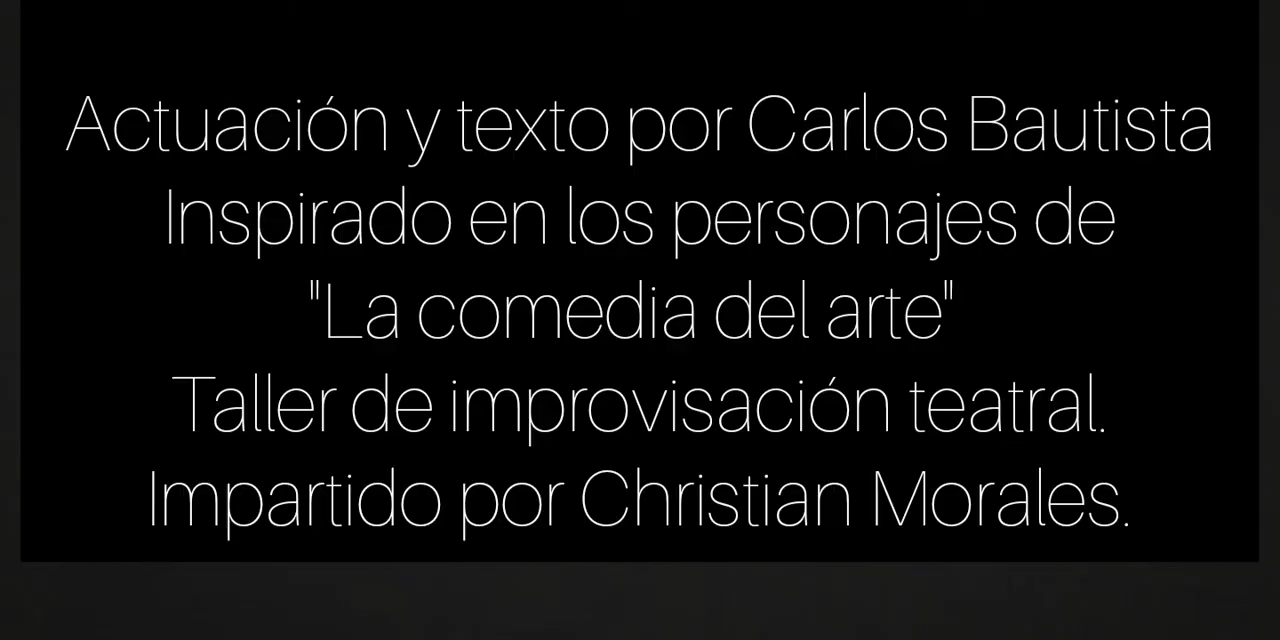 Actuación y texto por Carlos Bautista
Inspirado en los personajes de
"La comedia del arte"
Taller de improvisación teatral.
Impartido por Christian Morales.